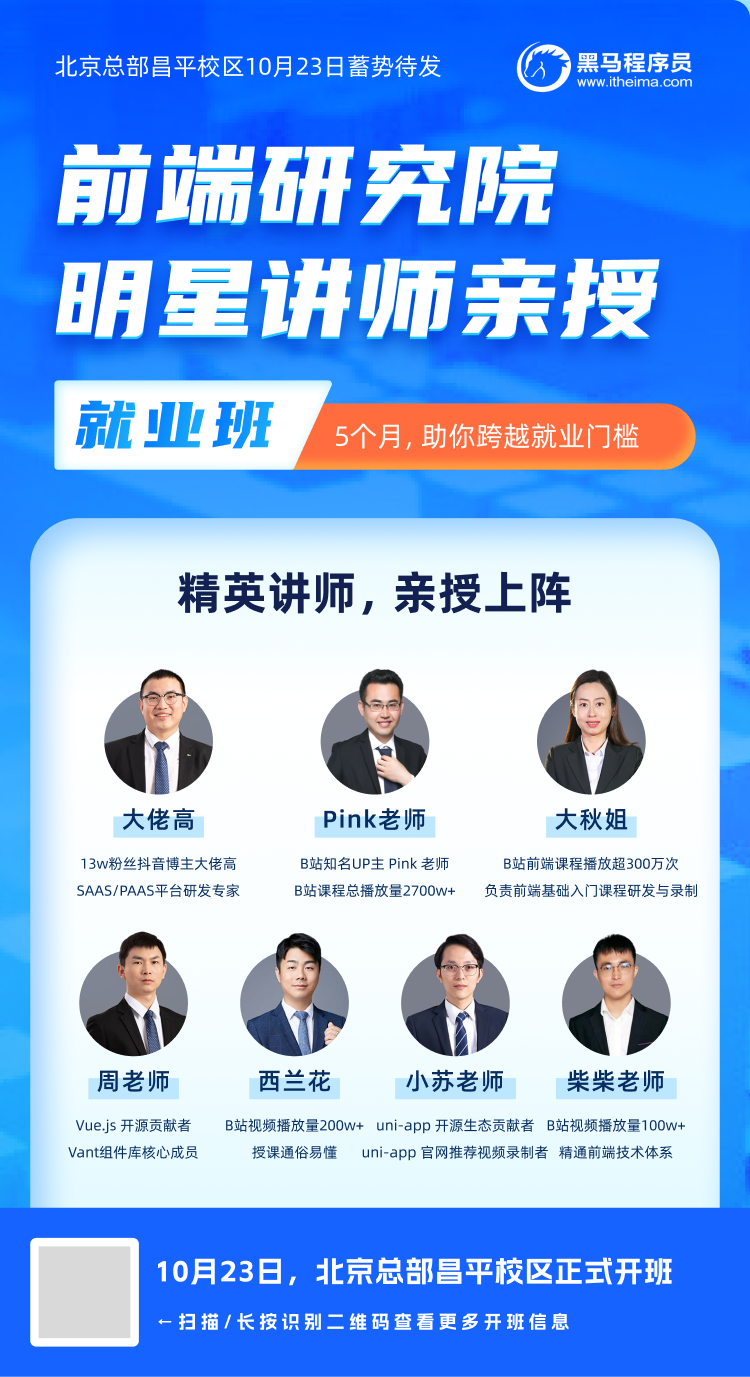 北京总部昌平校区10月23日蓄势待发
黑马程序员
www.itheima.com
前端研究院
明星讲师亲授
就业班
5个月, 助你跨越就业门槛
精英讲师，亲授上阵
大佬高
Pink老师
大秋姐
13w粉丝抖音博主大佬高
B站知名UP主 Pink 老师
B站前端课程播放超300万次
SAAS/PAAS平台研发专家
B站课程总播放量2700w+
负责前端基础入门课程研发与录制
周老师
西兰花
小苏老师
柴柴老师
Vue.js 开源贡献者
B站视频播放量200w+
uni-app 开源生态贡献者
B站视频播放量100w+
Vant组件库核心成员
授课通俗易懂
uni-app 官网推荐视频录制者
精通前端技术体系
10月23日，北京总部昌平校区正式开班
←扫描/长按识别二维码查看更多开班信息